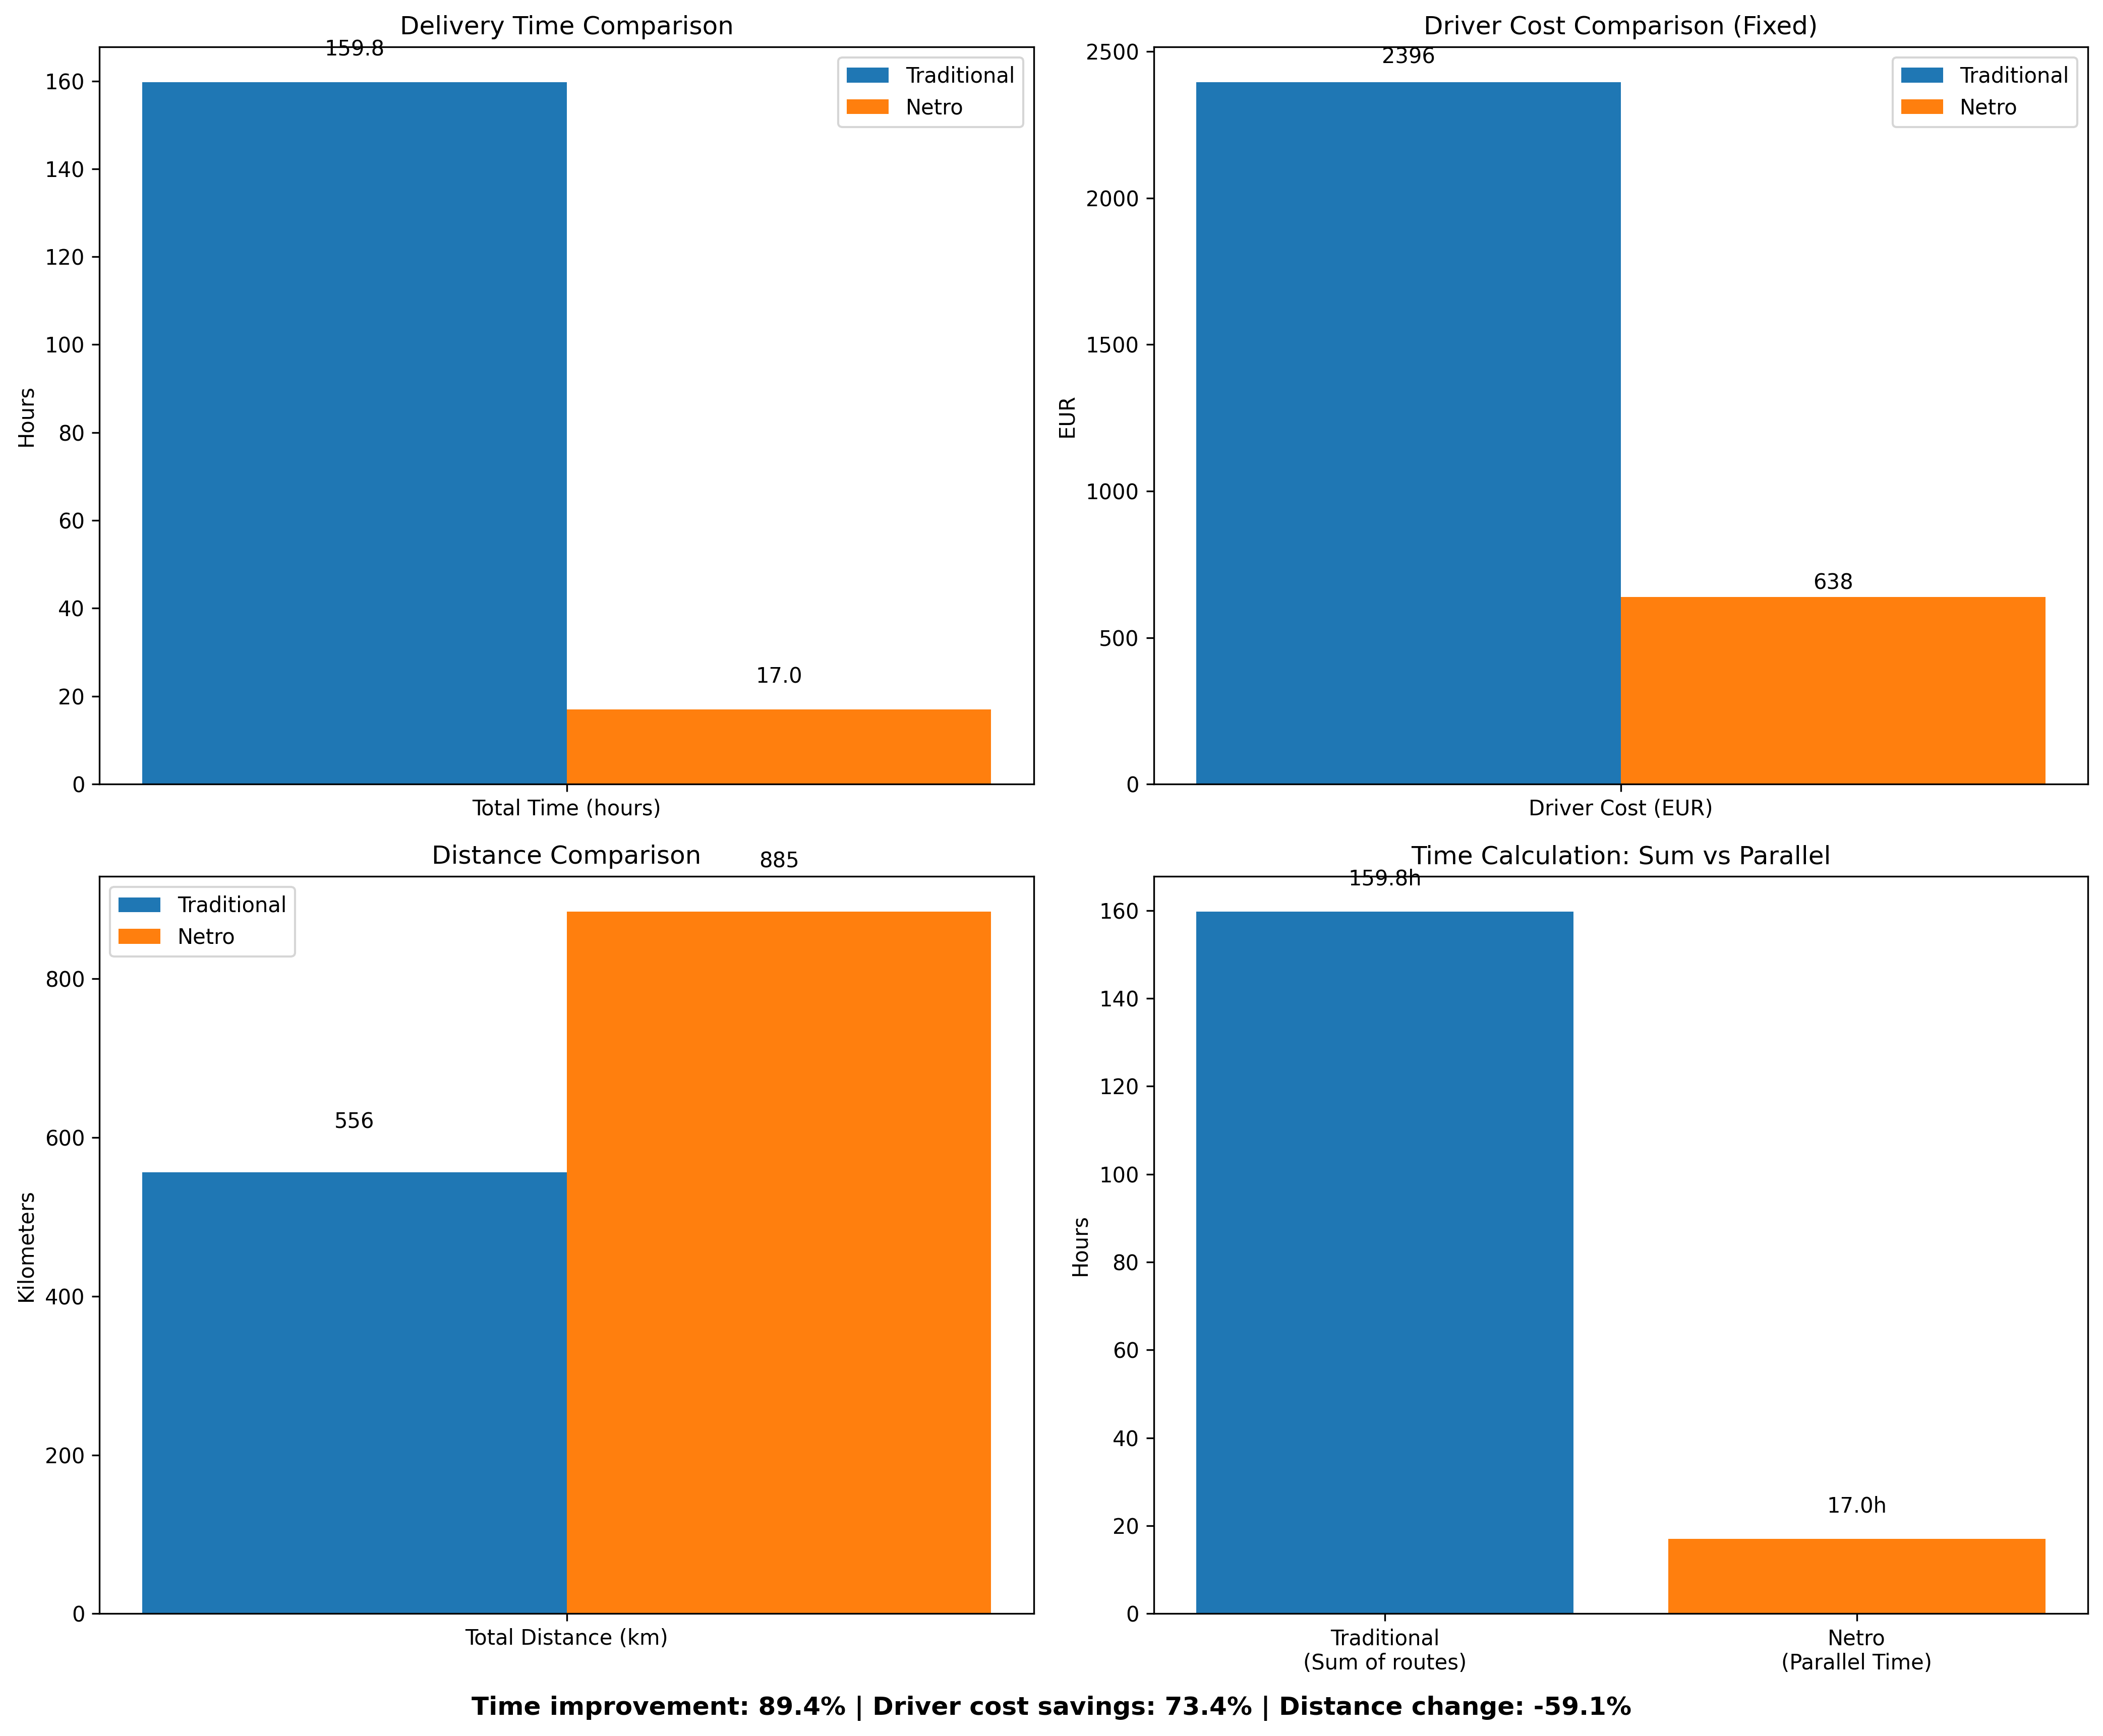 Delivery Time Comparison
159.8
Traditional
Netro
160
140
120
100
80
60
40
20
0
Hours
17.0
Total Time (hours)
Driver Cost Comparison (Fixed)
2396
Traditional
Netro
2500
2000
1500
1000
500
0
EUR
638
Driver Cost (EUR)
Distance Comparison
885
Traditional
Netro
800
600
400
200
0
Kilometers
556
Total Distance (km)
Time Calculation: Sum vs Parallel
159.8h
160
140
120
100
80
60
40
20
0
Hours
17.0h
Traditional
(Sum of routes)
Netro
(Parallel Time)
Time improvement: 89.4% | Driver cost savings: 73.4% | Distance change: -59.1%